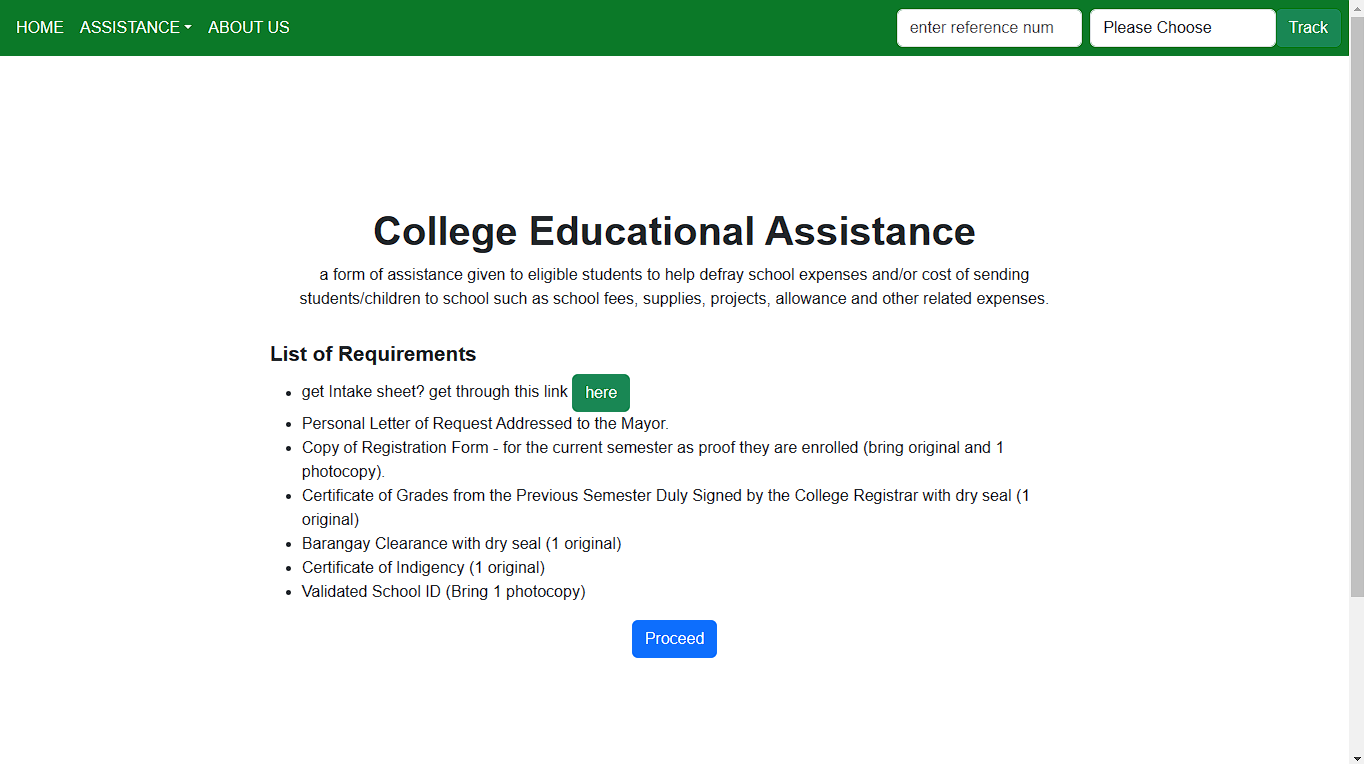 HOME ASSISTANCE ABOUT US enter reference num Please Choose Track
College Educational Assistance
a form of assistance given to eligible students to help defray school expenses and/or cost of sending
students/children to school such as school fees, supplies, projects, allowance and other related expenses.
List of Requirements
get Intake sheet? get through this link here
Personal Letter of Request Addressed to the Mayor.
Copy of Registration Form - for the current semester as proof they are enrolled (bring original and 1
photocopy).
Certificate of Grades from the Previous Semester Duly Signed by the College Registrar with dry seal (1
original)
Barangay Clearance with dry seal (1 original)
Certificate of Indigency (1 original)
Validated School ID (Bring 1 photocopy)
Proceed